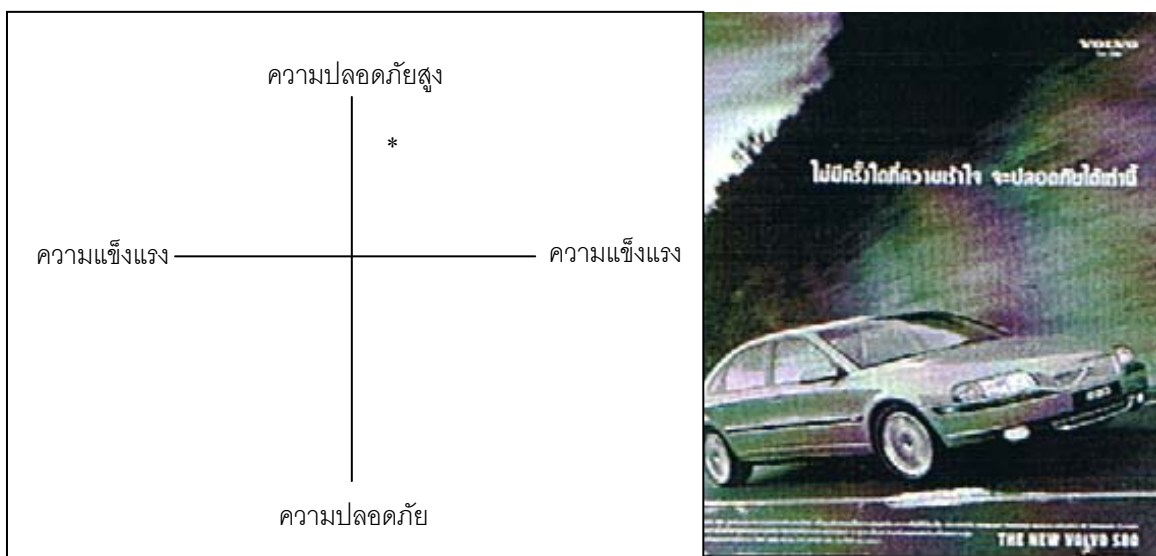 ความปลอดภัยสูง
*
ความแข็งแรง
ความแข็งแรง
ความปลอดภัย
VOLVO
ไม่มีครั้งใดที่ความเร้าใจ จะปลอดภัยได้เท่านี้
THE NEW VOLVO S80